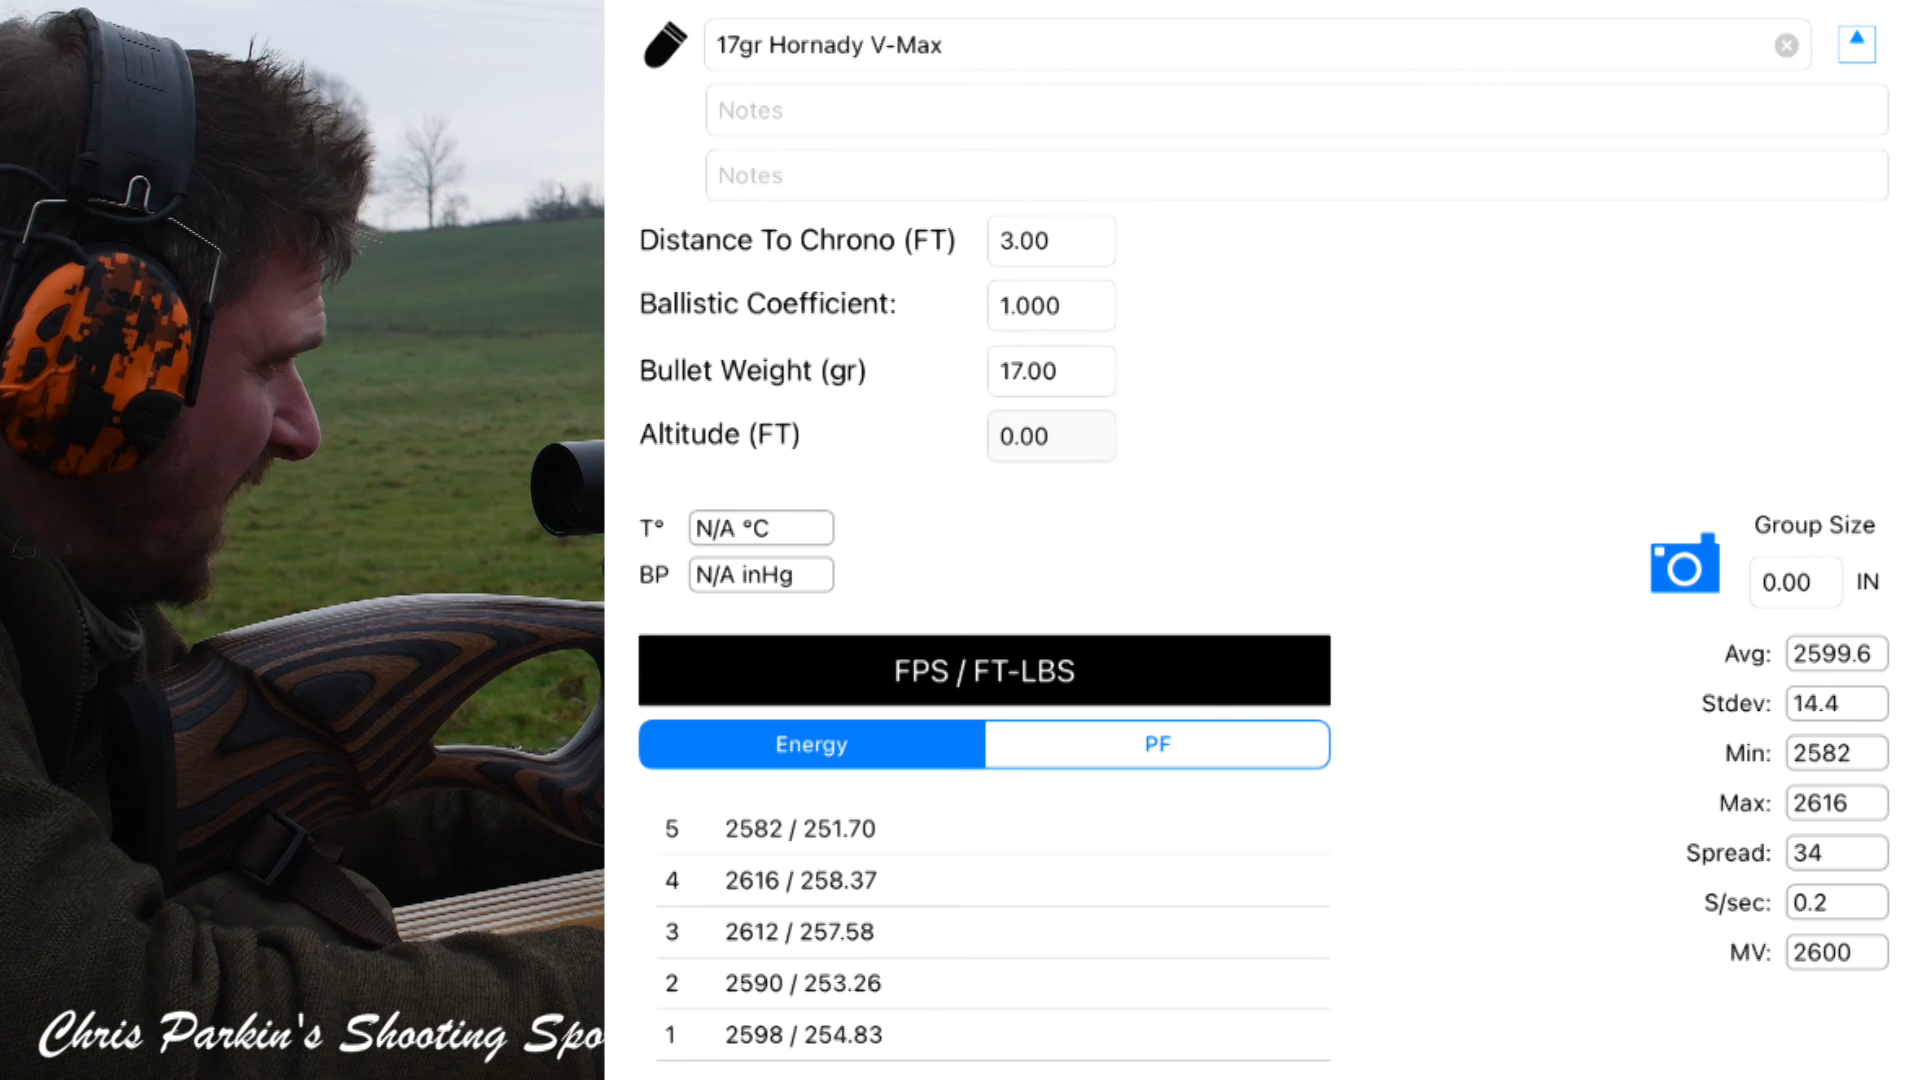 17gr Hornady V-Max
Notes
Notes
Distance To Chrono (FT) 3.00
Ballistic Coefficient: 1.000
Bullet Weight (gr) 17.00
Altitude (FT) 0.00
T° N/A °C
BP N/A inHg
Group Size
0.00 IN
FPS / FT-LBS
Energy PF
5 2582 / 251.70
4 2616 / 258.37
3 2612 / 257.58
2 2590 / 253.26
1 2598 / 254.83
Avg: 2599.6
Stdev: 14.4
Min: 2582
Max: 2616
Spread: 34
S/sec: 0.2
MV: 2600
Chris Parkin's Shooting Spo